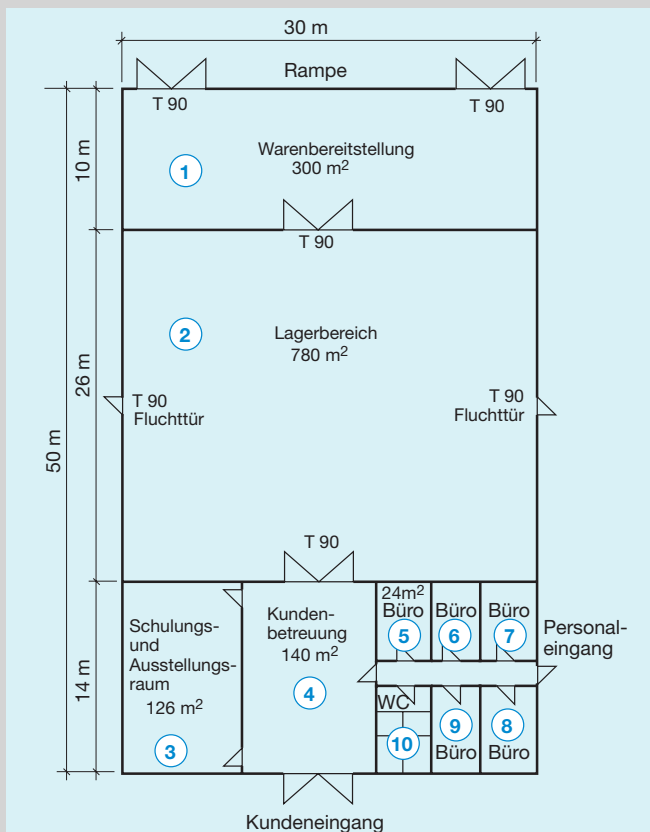 30 m
Rampe
T 90
T 90
10 m
Warenbereitstellung
300 m²
1
T 90
2
Lagerbereich
780 m²
26 m
50 m
T 90
Fluchttür
T 90
Fluchttür
T 90
14 m
Schulungs-
und
Ausstellungs-
raum
126 m²
3
Kunden-
betreuung
140 m²
4
24m²
Büro
5
Büro
6
Büro
7
Personal-
eingang
WC
10
9
Büro
8
Büro
Kundeneingang